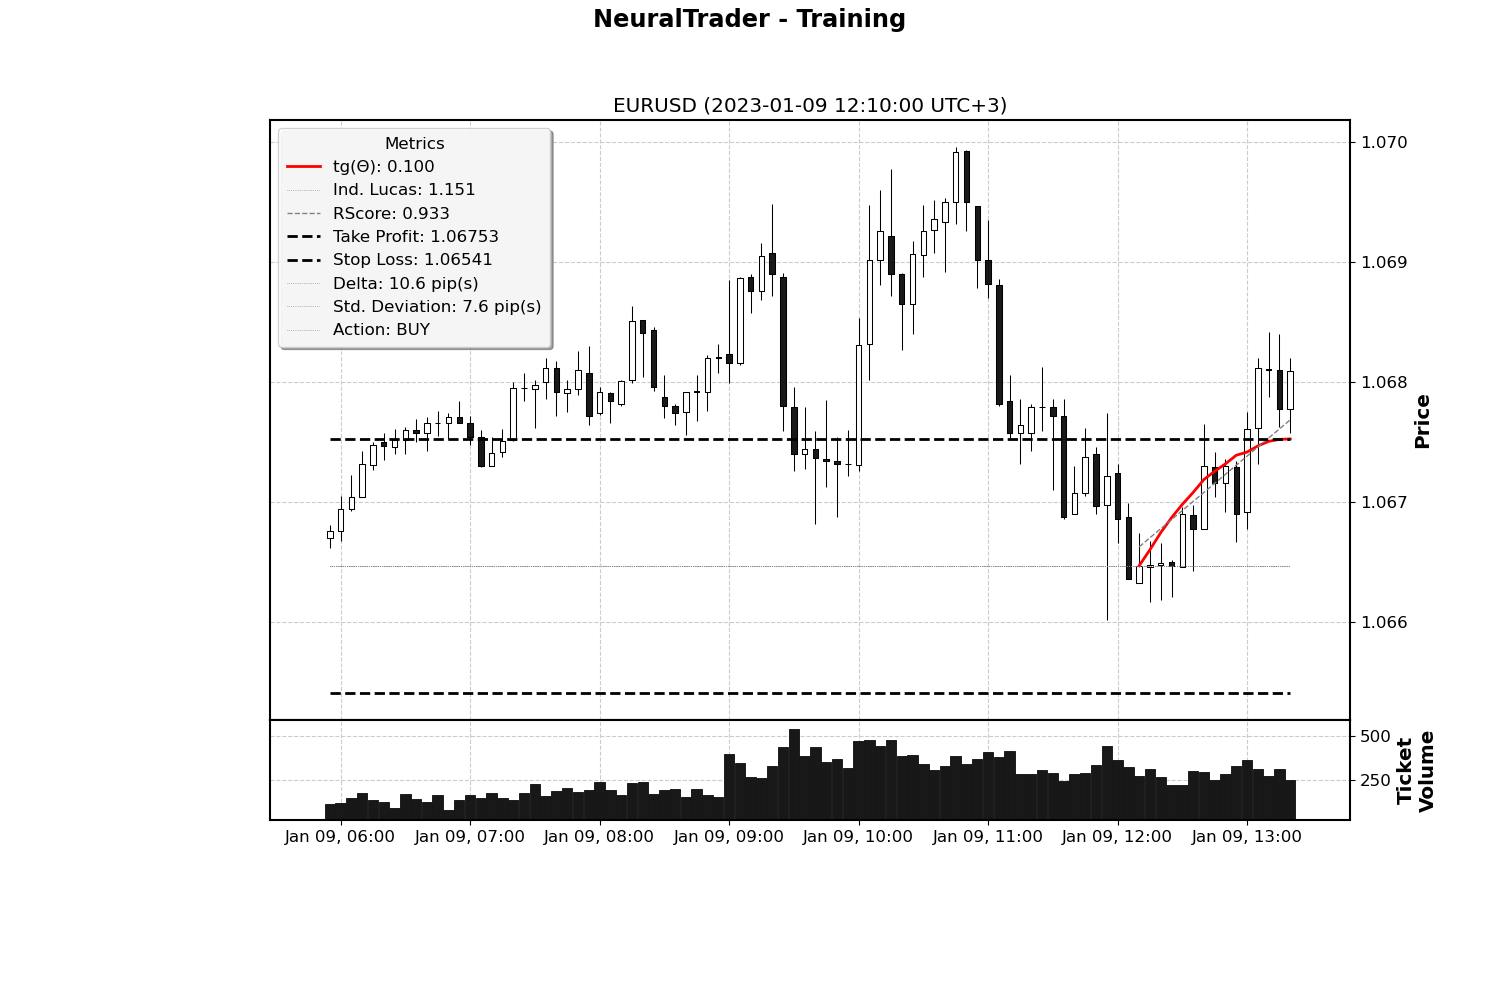 NeuralTrader - Training
EURUSD (2023-01-09 12:10:00 UTC+3)
Metrics
tg(Θ): 0.100
Ind. Lucas: 1.151
RScore: 0.933
Take Profit: 1.06753
Stop Loss: 1.06541
Delta: 10.6 pip(s)
Std. Deviation: 7.6 pip(s)
Action: BUY
1.070
1.069
1.068
1.067
1.066
Price
500
250
Ticket
Volume
Jan 09, 06:00
Jan 09, 07:00
Jan 09, 08:00
Jan 09, 09:00
Jan 09, 10:00
Jan 09, 11:00
Jan 09, 12:00
Jan 09, 13:00